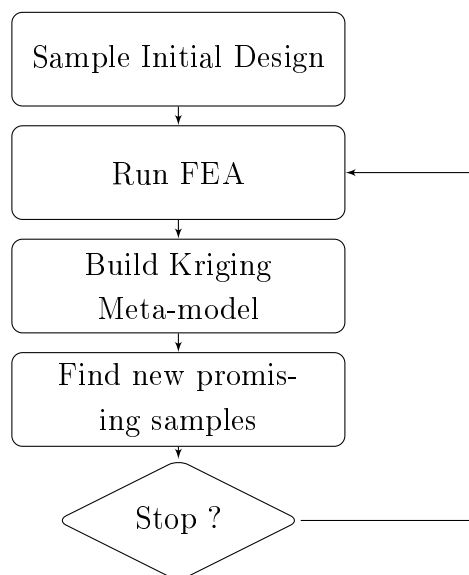 Sample Initial Design
Run FEA
Build Kriging
Meta-model
Find new promis-
ing samples
Stop ?